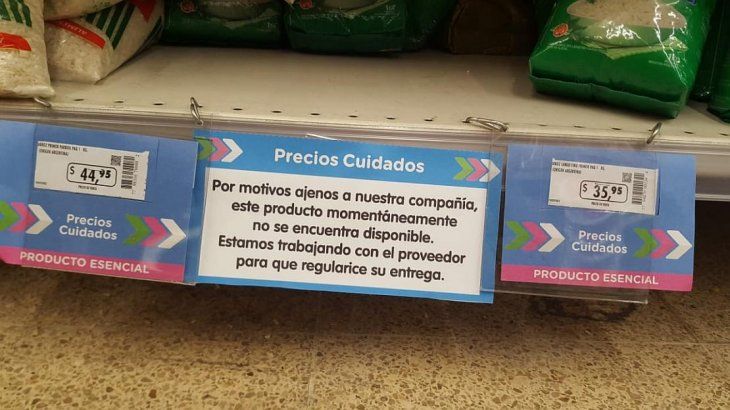 $ 44,95
Precios
Cuidados
PRODUCTO ESENCIAL
Precios Cuidados
Por motivos ajenos a nuestra compañía,
este producto momentáneamente
no se encuentra disponible.
Estamos trabajando con el proveedor
para que regularice su entrega.
$ 35,95
Precios
Cuidados
PRODUCTO ESENCIAL